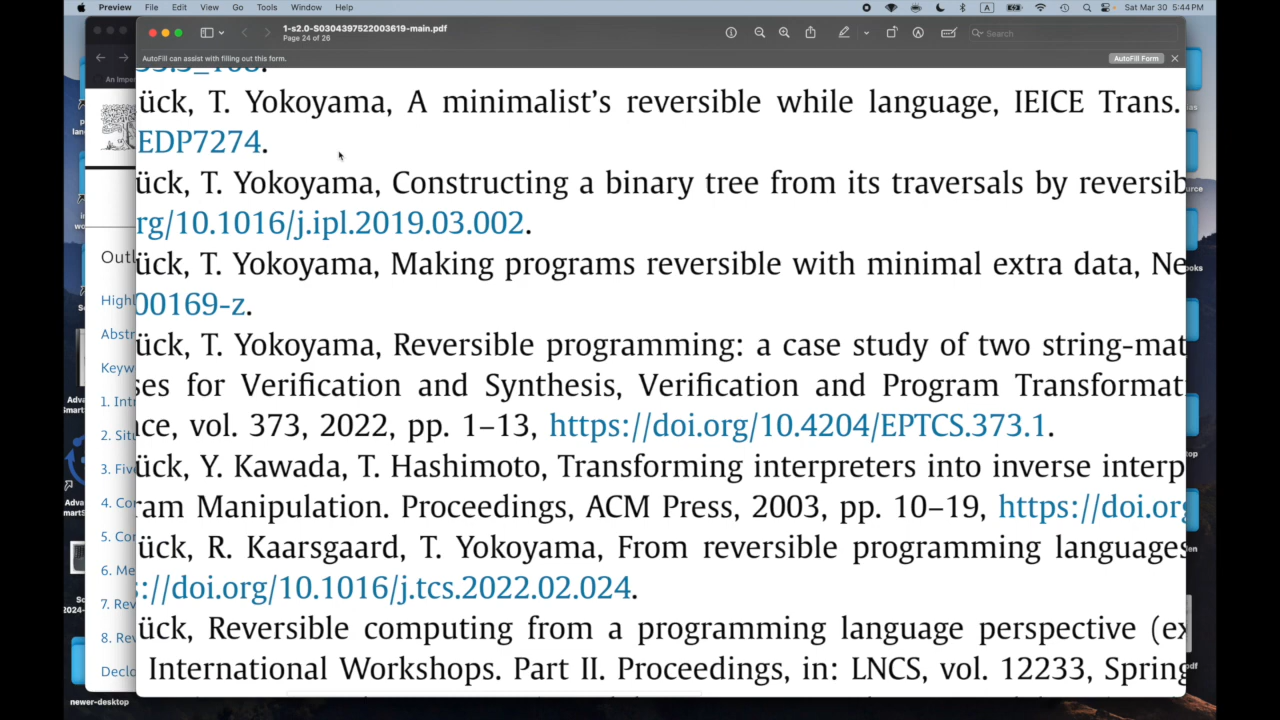 Preview File Edit View Go Tools Window Help
Sat Mar 30 5:44 PM
1-s2.0-S0304397522003619-main.pdf
Page 24 of 26
Search
AutoFill can assist with filling out this form.
AutoFill Form
An Impe
ück, T. Yokoyama, A minimalist's reversible while language, IEICE Trans.
EDP7274.
ück, T. Yokoyama, Constructing a binary tree from its traversals by reversib
rg/10.1016/j.ipl.2019.03.002.
ück, T. Yokoyama, Making programs reversible with minimal extra data, Ne
00169-z.
ück, T. Yokoyama, Reversible programming: a case study of two string-mat
ses for Verification and Synthesis, Verification and Program Transformati
nce, vol. 373, 2022, pp. 1–13, https://doi.org/10.4204/EPTCS.373.1.
ück, Y. Kawada, T. Hashimoto, Transforming interpreters into inverse interp
ram Manipulation. Proceedings, ACM Press, 2003, pp. 10–19, https://doi.org
ück, R. Kaarsgaard, T. Yokoyama, From reversible programming languages
://doi.org/10.1016/j.tcs.2022.02.024.
ück, Reversible computing from a programming language perspective (ex
International Workshops. Part II. Proceedings, in: LNCS, vol. 12233, Spring
Outl
Highl
Abstr
Keyw
1. Intr
2. Situ
3. Five
4. Con
5. Cor
6. Me
7. Rev
8. Rev
Decla
newer-desktop